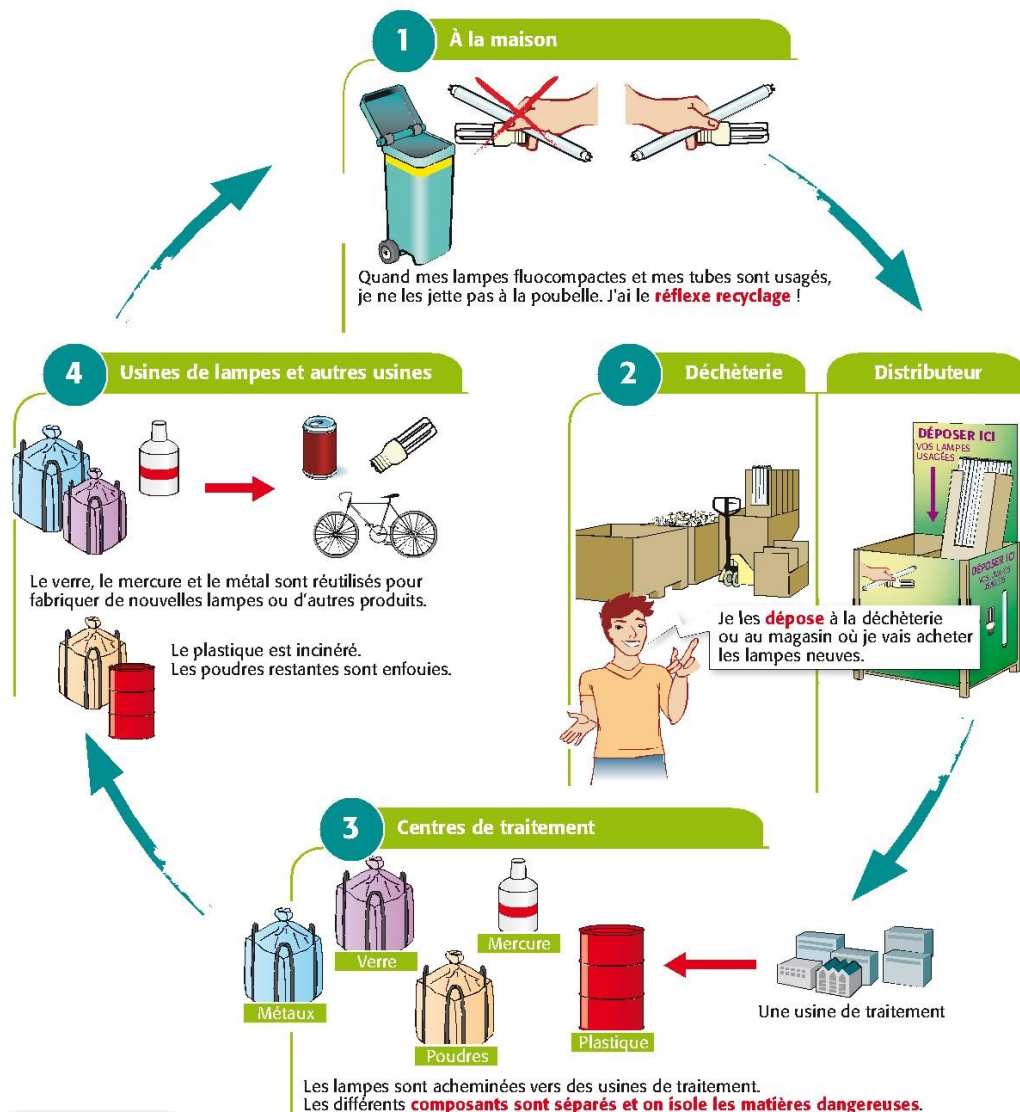 1
À la maison
Quand mes lampes fluocompactes et mes tubes sont usagés,
je ne les jette pas à la poubelle. J'ai le réflexe recyclage !
2
Déchèterie
Distributeur
DÉPOSER ICI
VOS LAMPES
USAGÉES
DÉPOSER ICI
Je les dépose à la déchèterie
ou au magasin où je vais acheter
les lampes neuves.
3
Centres de traitement
Verre
Mercure
Métaux
Poudres
Plastique
Une usine de traitement
Les lampes sont acheminées vers des usines de traitement.
Les différents composants sont séparés et on isole les matières dangereuses.
4
Usines de lampes et autres usines
Le verre, le mercure et le métal sont réutilisés pour
fabriquer de nouvelles lampes ou d'autres produits.
Le plastique est incinéré.
Les poudres restantes sont enfouies.